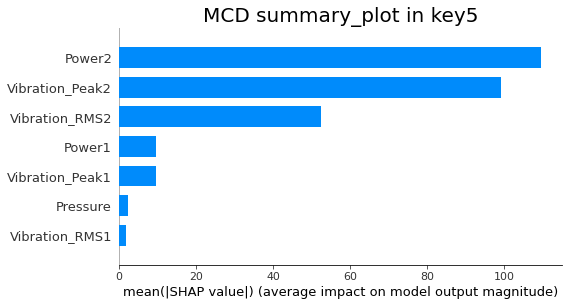 MCD summary_plot in key5
Power2
Vibration_Peak2
Vibration_RMS2
Power1
Vibration_Peak1
Pressure
Vibration_RMS1
0 20 40 60 80 100
mean(|SHAP value|) (average impact on model output magnitude)